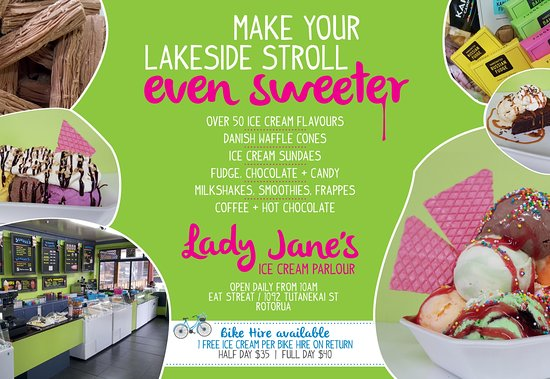 MAKE YOUR
LAKESIDE STROLL
even sweeter
OVER 50 ICE CREAM FLAVOURS
DANISH WAFFLE CONES
ICE CREAM SUNDAES
FUDGE, CHOCOLATE + CANDY
MILKSHAKES, SMOOTHIES, FRAPPES
COFFEE + HOT CHOCOLATE
Lady Jane's
ICE CREAM PARLOUR
OPEN DAILY FROM 10AM
EAT STREAT / 1092 TUTANEKAI ST
ROTORUA
Bike Hire available
1 FREE ICE CREAM PER BIKE HIRE ON RETURN
HALF DAY $35 | FULL DAY $40
RUSSIAN
FUDGE